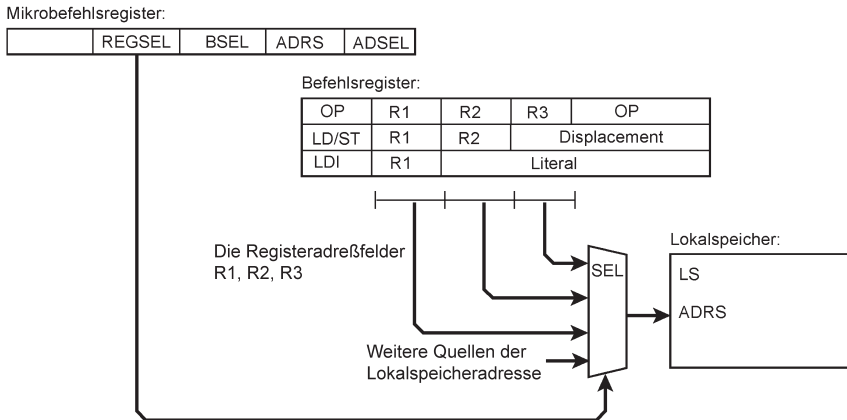 Mikrobefehlsregister:
REGSEL BSEL ADRS ADSEL
Befehlsregister:
OP R1 R2 R3 OP
LD/ST R1 R2 Displacement
LDI R1 Literal
Die Registeradreßfelder
R1, R2, R3
Lokalspeicher:
SEL
LS
ADRS
Weitere Quellen der
Lokalspeicheradresse